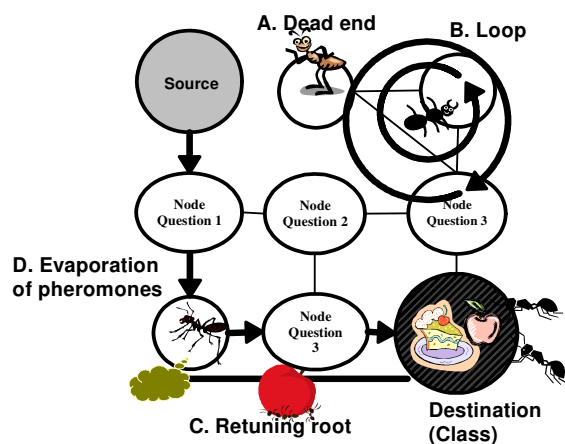 A. Dead end
B. Loop
Source
Node
Question 1
Node
Question 2
Node
Question 3
D. Evaporation
of pheromones
Node
Question
3
C. Retuning root
Destination
(Class)